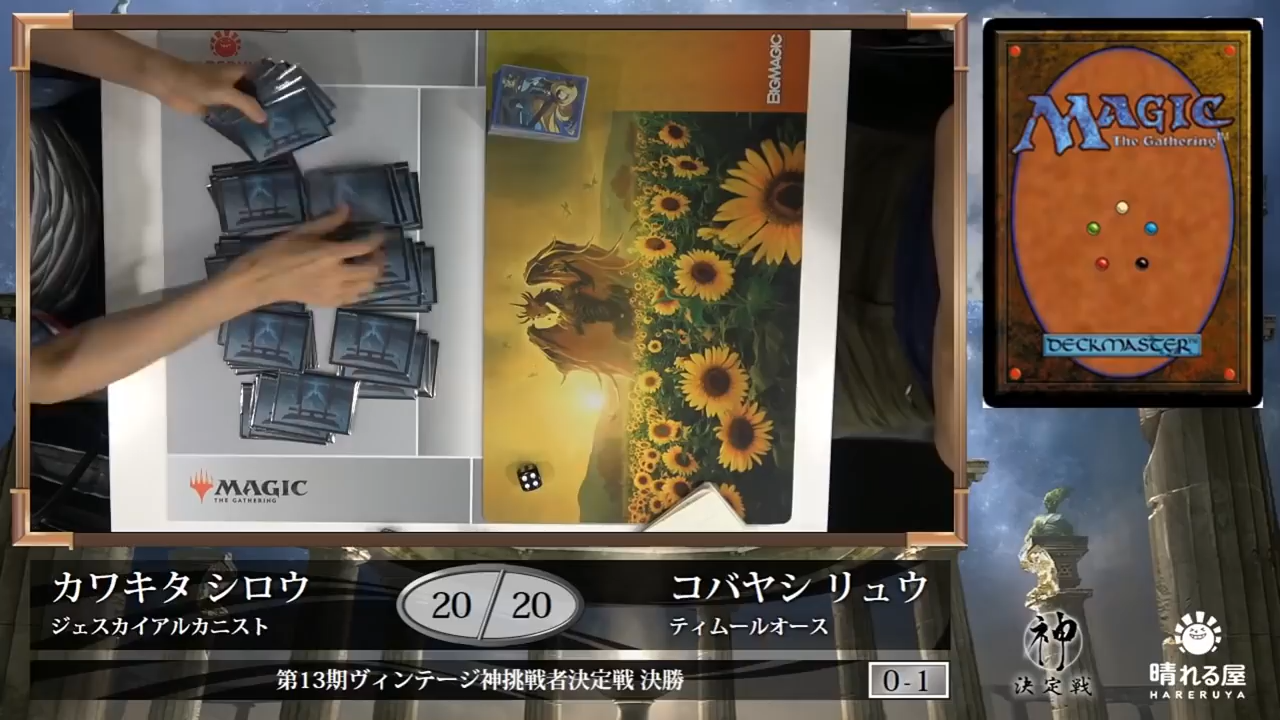 BIGMAGIC
MAGIC
The Gathering™
DECKMASTER™
MAGIC
THE GATHERING
カワキタ シロウ
ジェスカイアルカニスト
20 / 20
コバヤシ リュウ
ティムールオース
第13期ヴィンテージ神挑戦者決定戦 決勝
0-1
神
決定戦
晴れる屋
HARERUYA